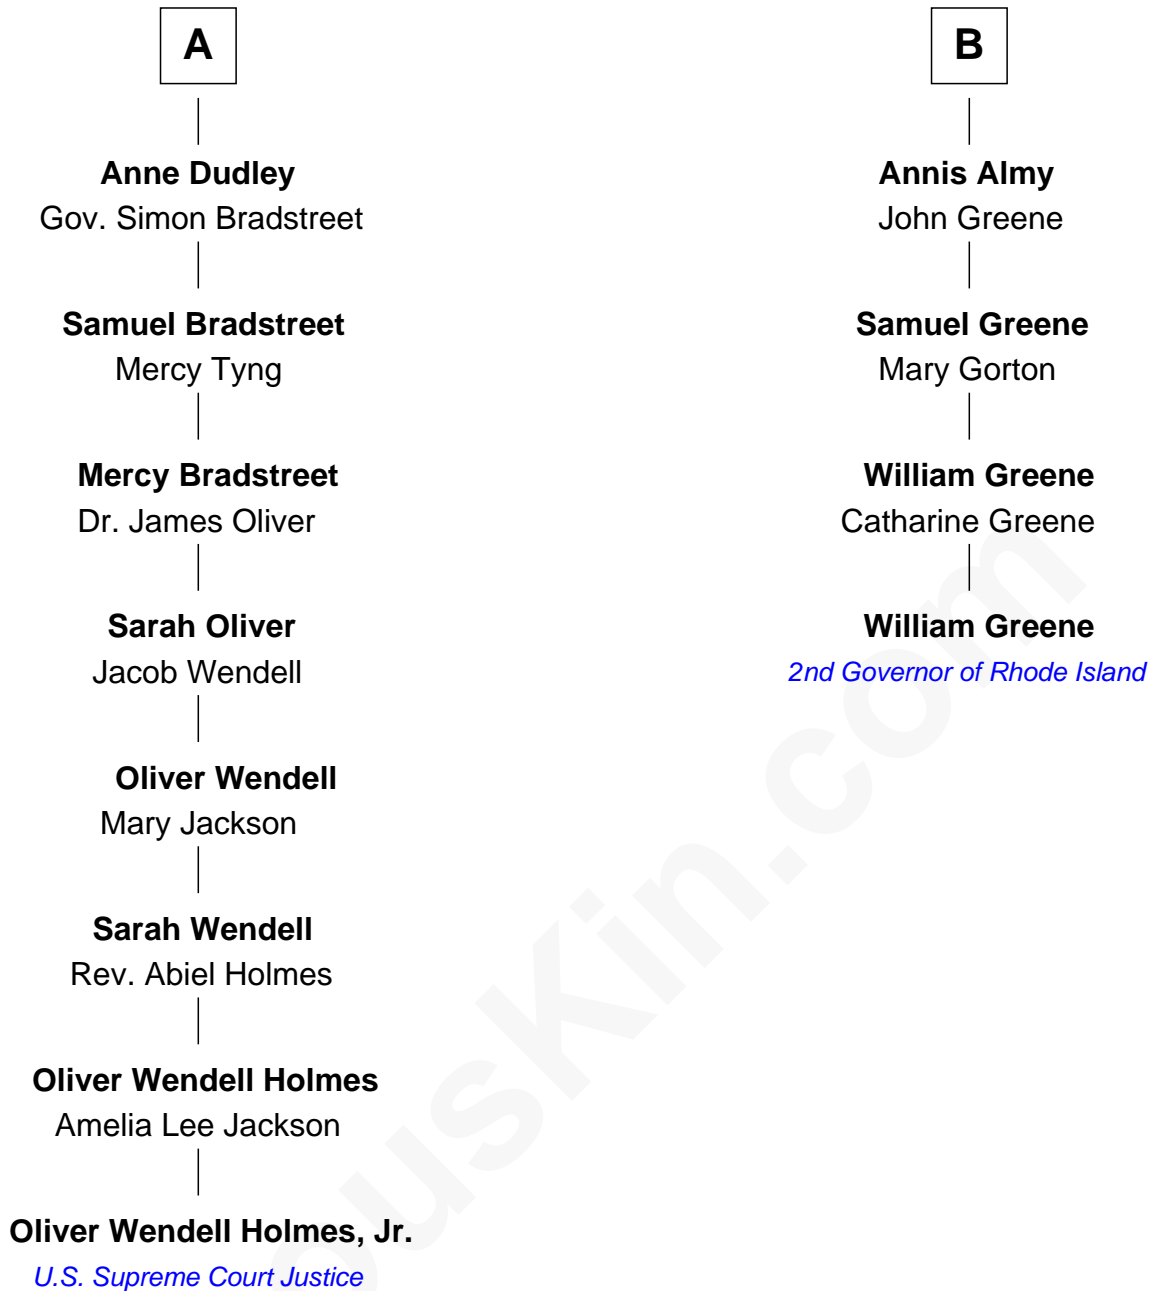 A
Anne Dudley
Gov. Simon Bradstreet
Samuel Bradstreet
Mercy Tyng
Mercy Bradstreet
Dr. James Oliver
Sarah Oliver
Jacob Wendell
Oliver Wendell
Mary Jackson
Sarah Wendell
Rev. Abiel Holmes
Oliver Wendell Holmes
Amelia Lee Jackson
Oliver Wendell Holmes, Jr.
U.S. Supreme Court Justice
B
Annis Almy
John Greene
Samuel Greene
Mary Gorton
William Greene
Catharine Greene
William Greene
2nd Governor of Rhode Island
ousKin.com